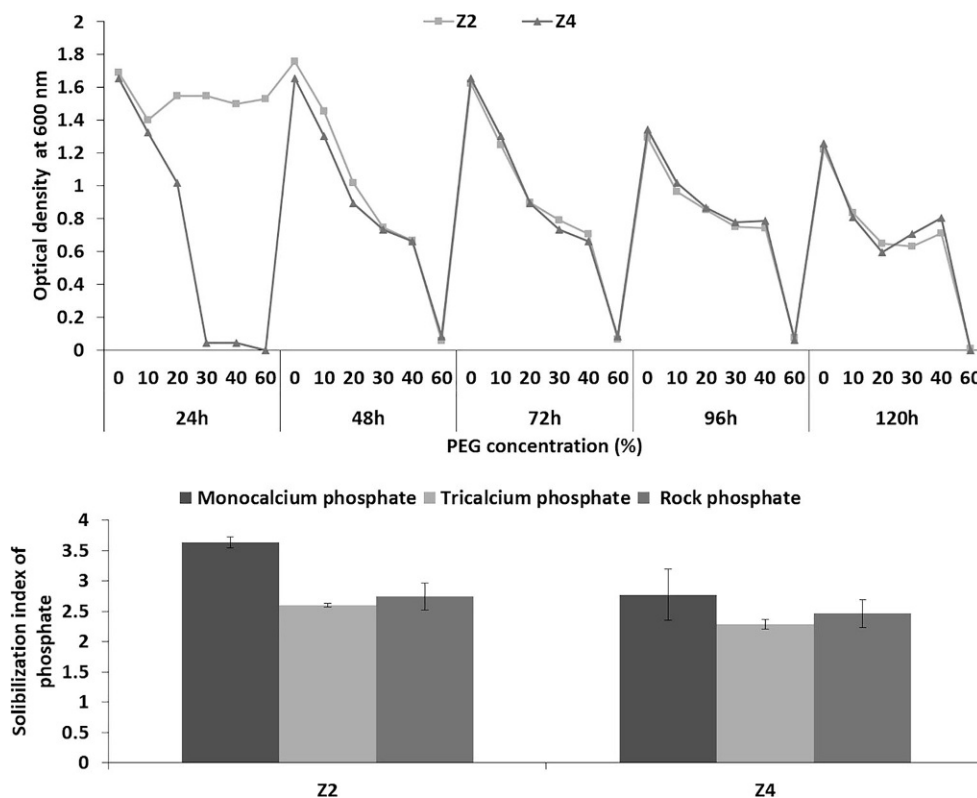 Z2 Z4
2
1.8
1.6
1.4
1.2
1
0.8
0.6
0.4
0.2
0
Optical density at 600 nm
0 10 20 30 40 60 0 10 20 30 40 60 0 10 20 30 40 60 0 10 20 30 40 60 0 10 20 30 40 60
24h 48h 72h 96h 120h
PEG concentration (%)
Monocalcium phosphate Tricalcium phosphate Rock phosphate
4
3.5
3
2.5
2
1.5
1
0.5
0
Solibilization index of
phosphate
Z2 Z4